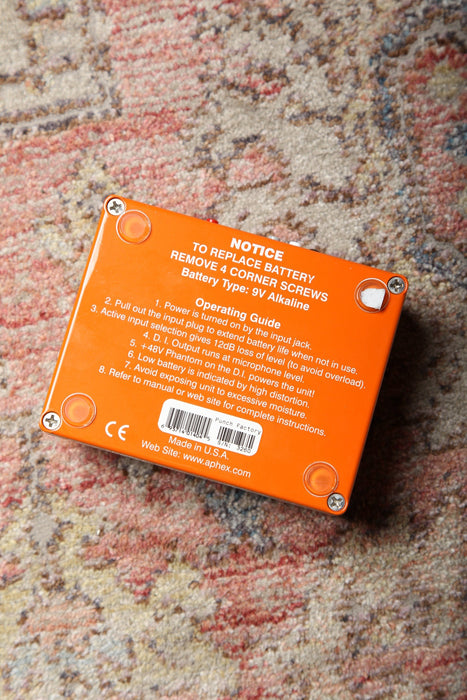 NOTICE
TO REPLACE BATTERY
REMOVE 4 CORNER SCREWS
Battery Type: 9V Alkaline
Operating Guide
1. Power is turned on by the input jack.
2. Pull out the input plug to extend battery life when not in use.
3. Active input selection gives 12dB loss of level (to avoid overload).
4. D. I. Output runs at microphone level.
5. +48V Phantom on the D.I. powers the unit!
6. Low battery is indicated by high distortion.
7. Avoid exposing unit to excessive moisture.
8. Refer to manual or web site for complete instructions.
Punch Factory
S/N: 3260
CE
Made in U.S.A.
Web Site: www.aphex.com